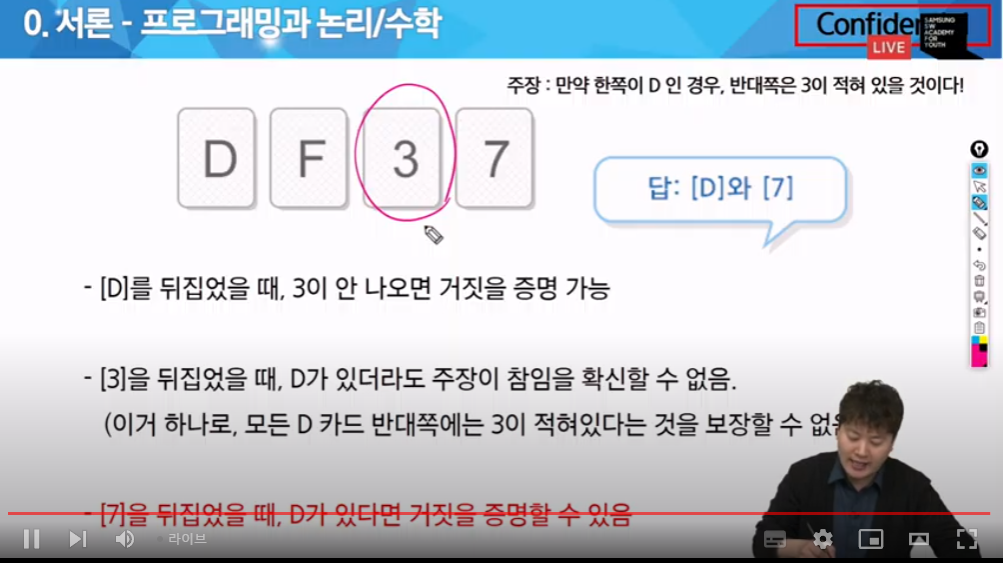 0. 서론 - 프로그래밍과 논리/수학
LIVE
SAMSUNG
SW
ACADEMY
FOR
YOUTH
주장 : 만약 한쪽이 D 인 경우, 반대쪽은 3이 적혀 있을 것이다!
D F 3 7
답: [D]와 [7]
- [D]를 뒤집었을 때, 3이 안 나오면 거짓을 증명 가능
- [3]을 뒤집었을 때, D가 있더라도 주장이 참임을 확신할 수 없음.
(이거 하나로, 모든 D 카드 반대쪽에는 3이 적혀있다는 것을 보장할 수
- [7]을 뒤집었을 때, D가 있다면 거짓을 증명할 수 있음
라이브